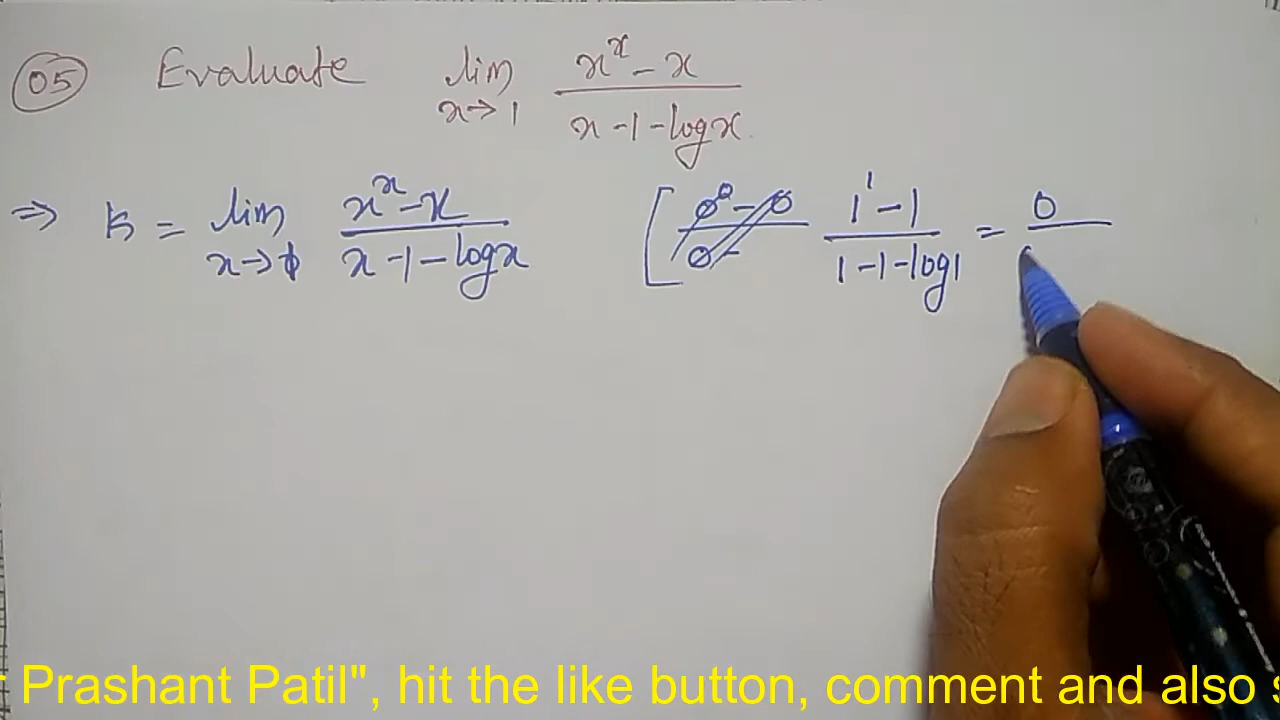 05 Evaluate lim x→1 x^x - x / x - 1 - log x
⇒ k = lim x→1 x^x - x / x - 1 - log x [ 0^0 - 0 / 0 - 1^1 - 1 / 1 - 1 - log 1 = 0 /
Prashant Patil", hit the like button, comment and also